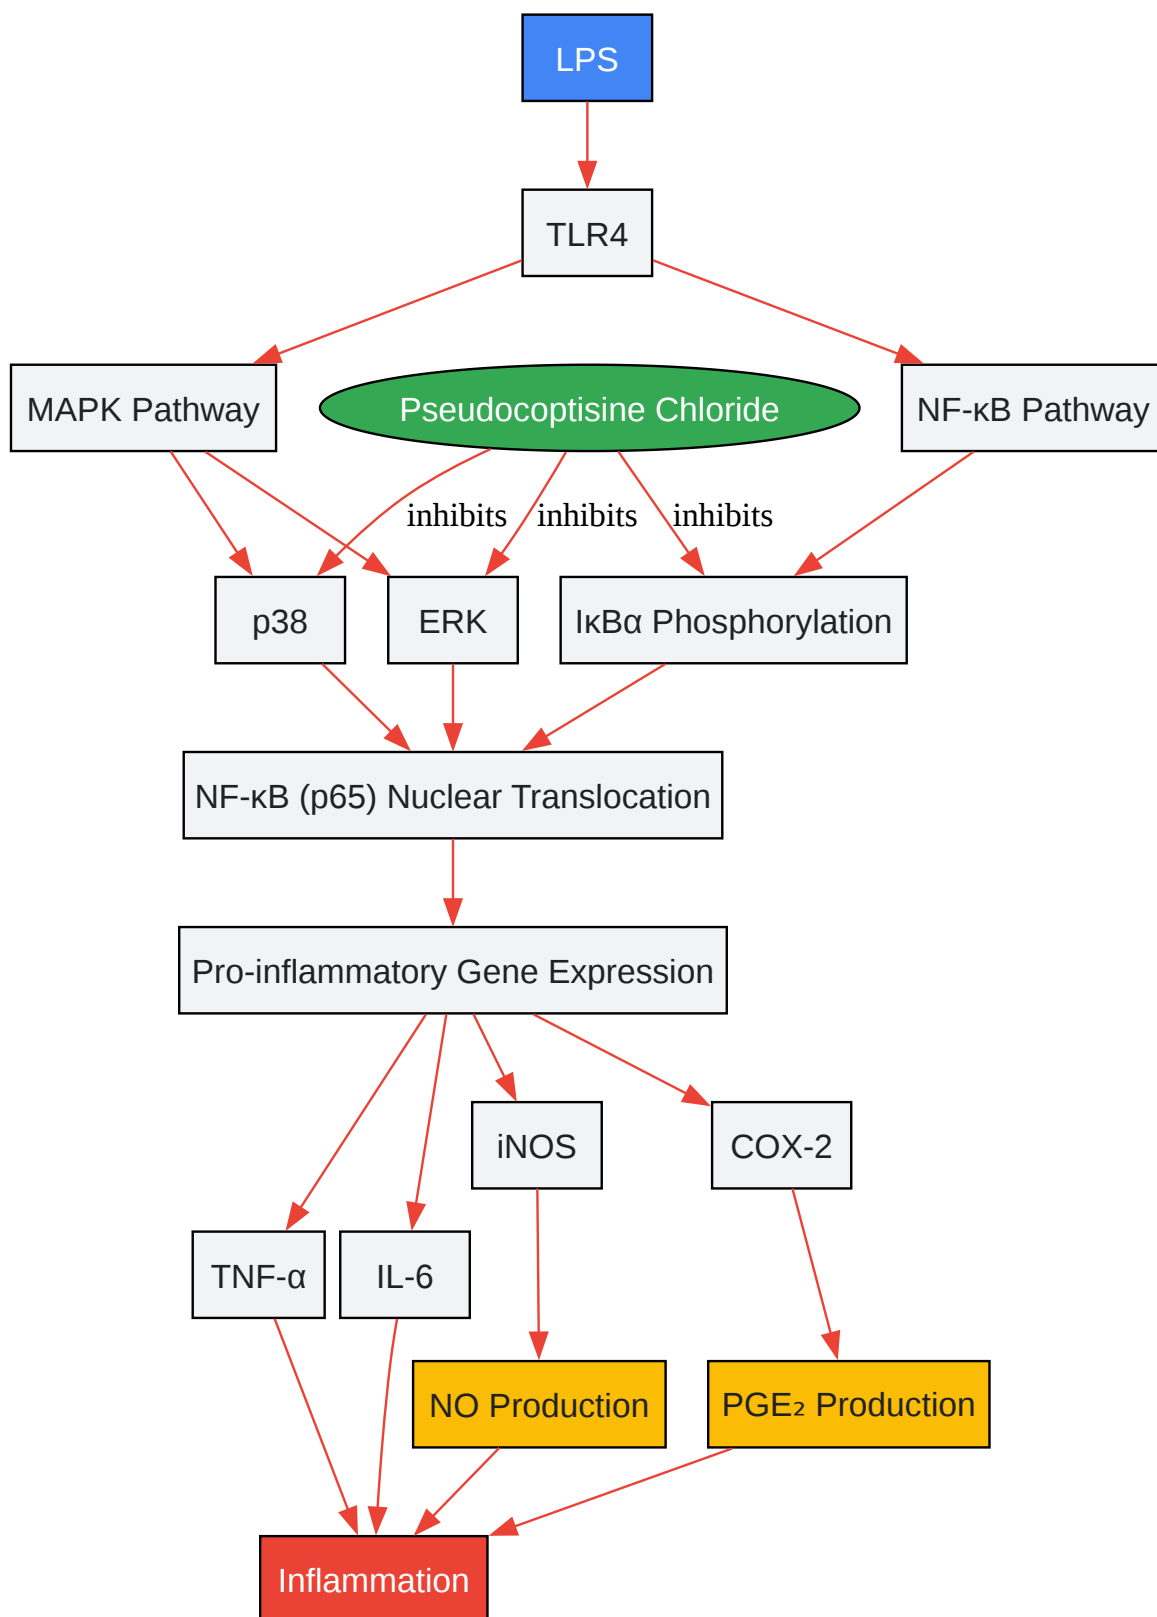 LPS
TLR4
MAPK Pathway
Pseudocoptisine Chloride
NF-κB Pathway
inhibits
inhibits
inhibits
p38
ERK
IκBα Phosphorylation
NF-κB (p65) Nuclear Translocation
Pro-inflammatory Gene Expression
iNOS
COX-2
TNF-α
IL-6
NO Production
PGE₂ Production
Inflammation